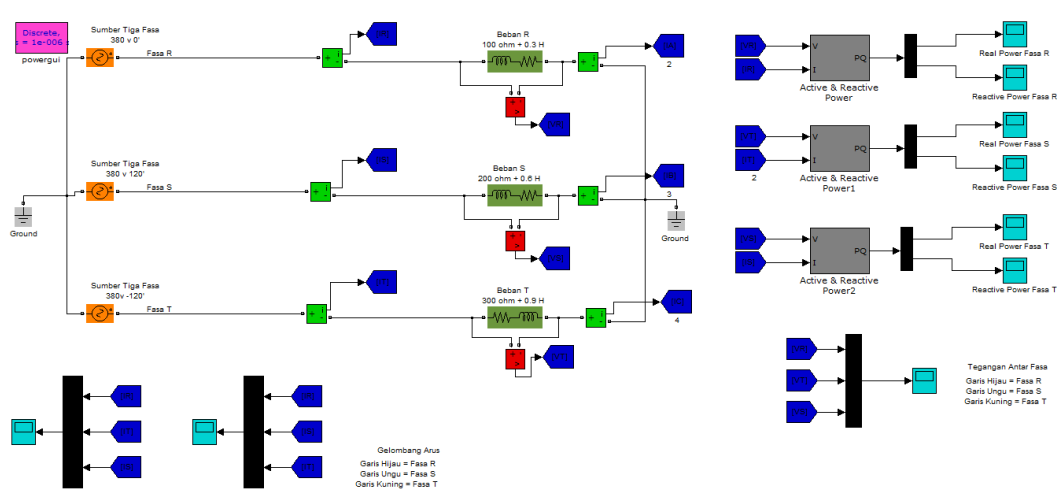 Discrete,
s = 1e-006 s
powergui
Sumber Tiga Fasa
380 v 0'
Fasa R
Beban R
100 ohm + 0.3 H
2
Sumber Tiga Fasa
380 v 120'
Fasa S
Beban S
200 ohm + 0.6 H
3
Ground
Ground
Sumber Tiga Fasa
380v -120'
Fasa T
Beban T
300 ohm + 0.9 H
4
V
I
PQ
Active & Reactive
Power
Real Power Fasa R
Reactive Power Fasa R
V
I
PQ
2
Active & Reactive
Power1
Real Power Fasa S
Reactive Power Fasa S
V
I
PQ
Active & Reactive
Power2
Real Power Fasa T
Reactive Power Fasa T
Tegangan Antar Fasa
Garis Hijau = Fasa R
Garis Ungu = Fasa S
Garis Kuning = Fasa T
Gelombang Arus
Garis Hijau = Fasa R
Garis Ungu = Fasa S
Garis Kuning = Fasa T